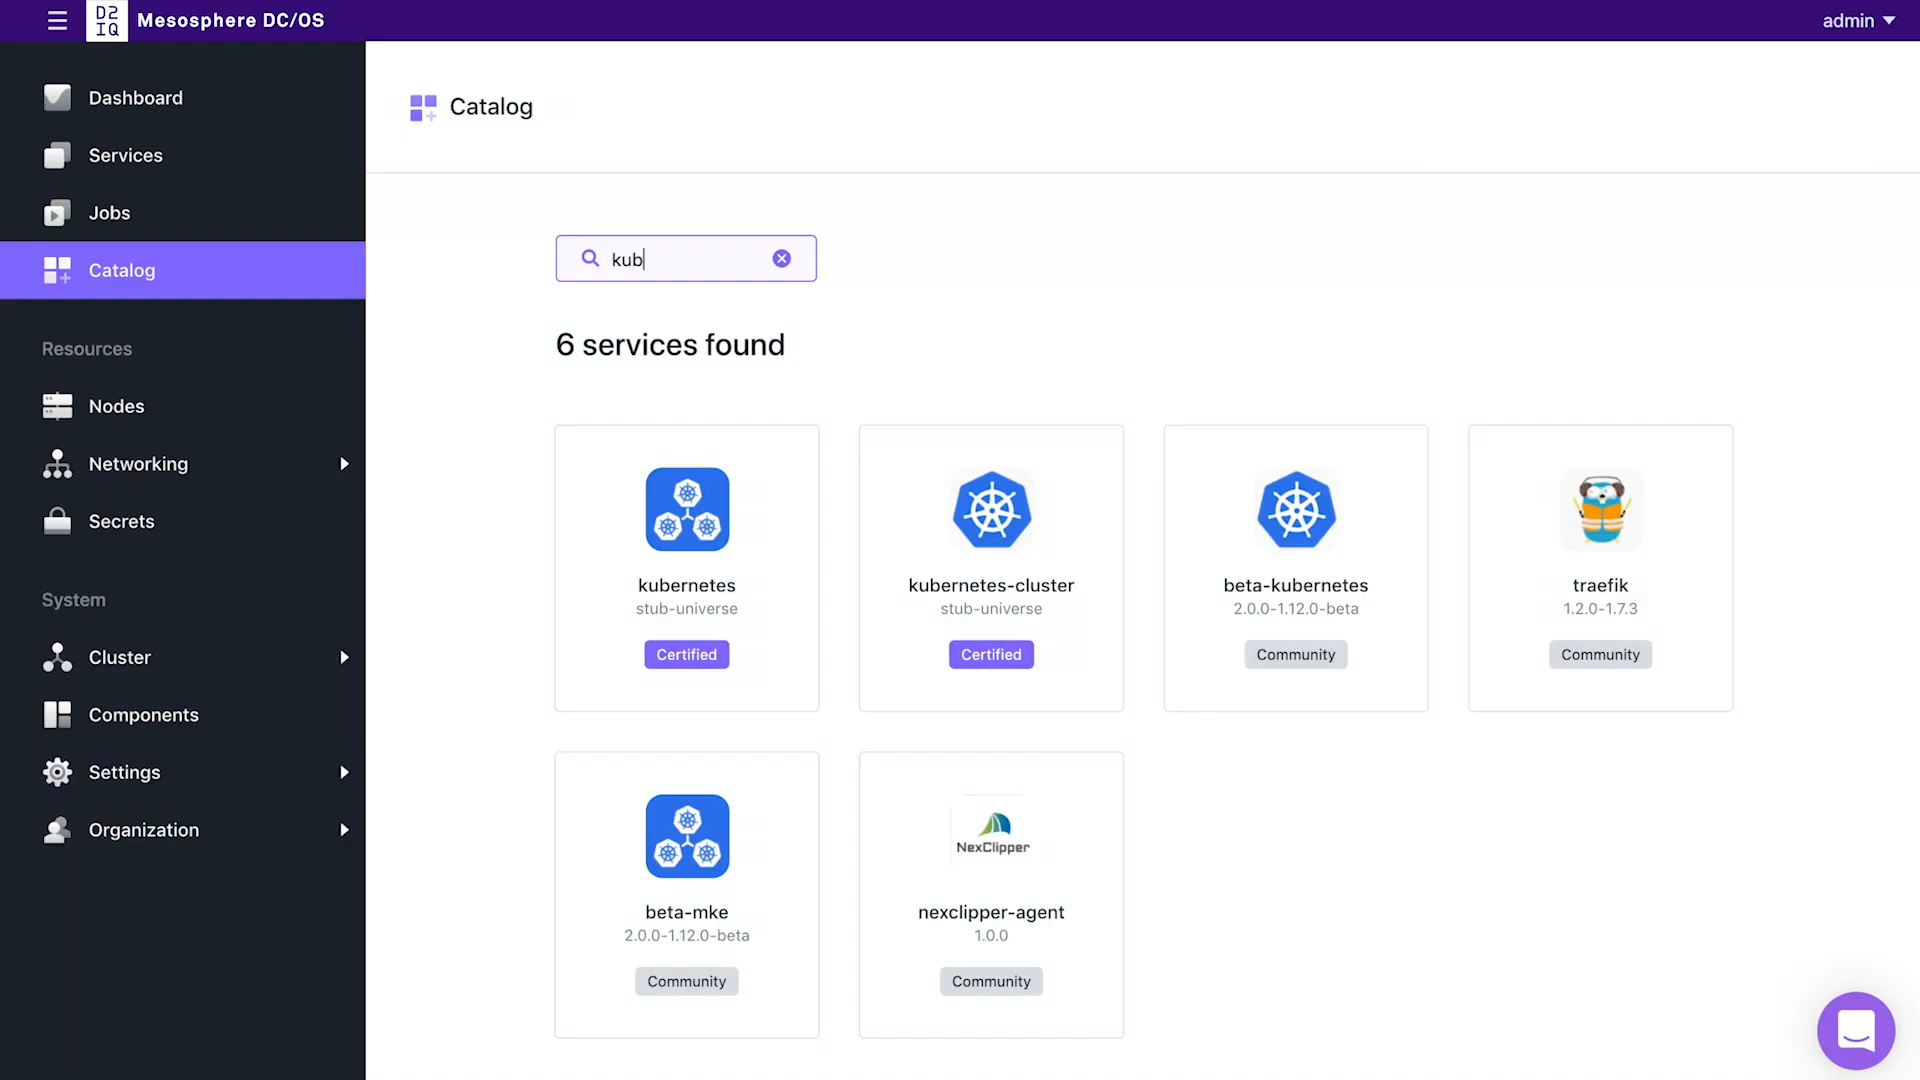 D2
IQ
Mesosphere DC/OS
admin
Dashboard
Services
Jobs
Catalog
Resources
Nodes
Networking
Secrets
System
Cluster
Components
Settings
Organization
Catalog
kub
6 services found
kubernetes
stub-universe
Certified
kubernetes-cluster
stub-universe
Certified
beta-kubernetes
2.0.0-1.12.0-beta
Community
traefik
1.2.0-1.7.3
Community
beta-mke
2.0.0-1.12.0-beta
Community
NexClipper
nexclipper-agent
1.0.0
Community